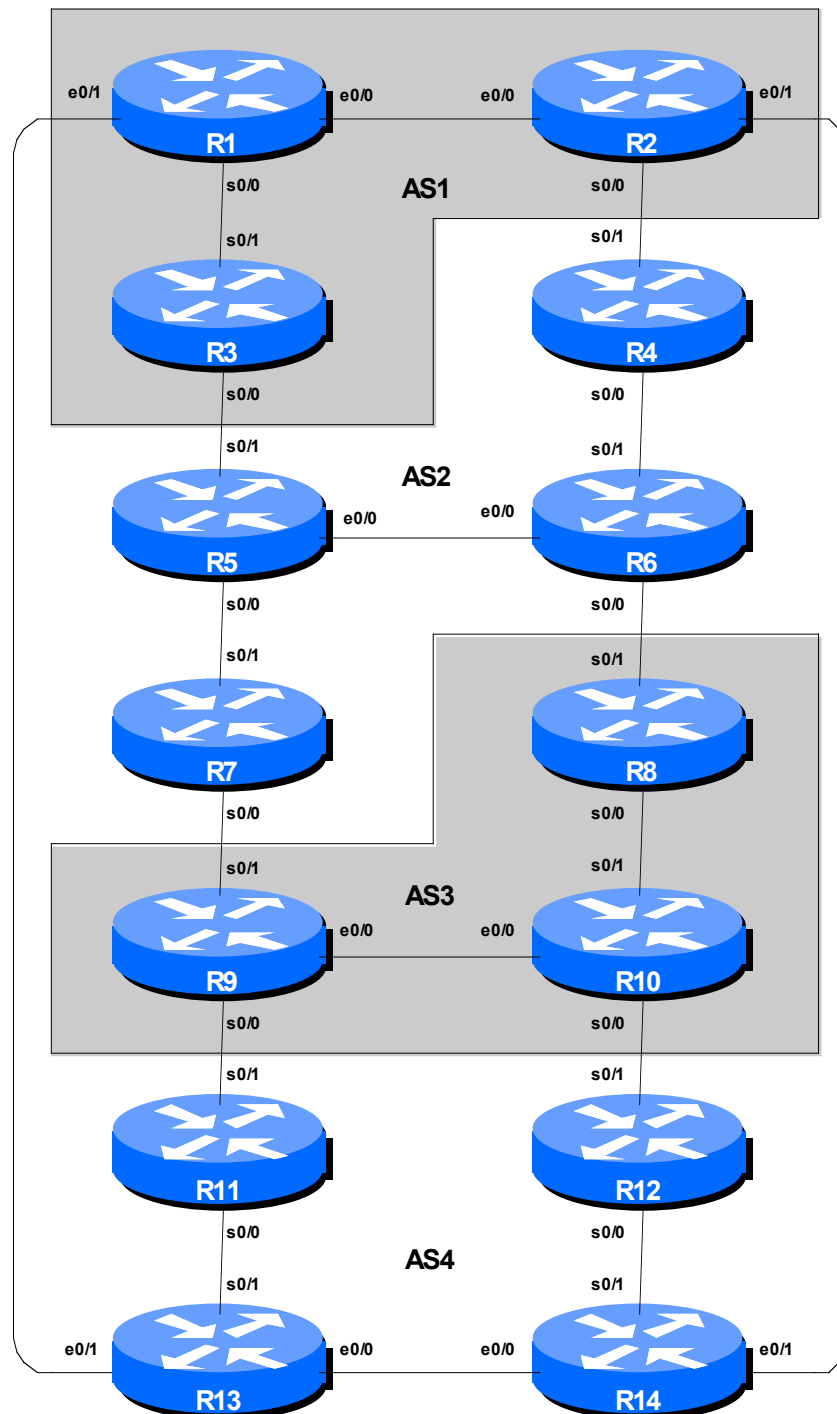 e0/1 e0/0 e0/0 e0/1
R1 R2
s0/0 AS1 s0/0
s0/1 s0/1
R3 R4
s0/0 s0/0
s0/1 AS2 s0/1
e0/0 e0/0
R5 R6
s0/0 s0/0
s0/1 s0/1
R7 R8
s0/0 s0/0
s0/1 AS3 s0/1
e0/0 e0/0
R9 R10
s0/0 s0/0
s0/1 s0/1
R11 R12
s0/0 s0/0
AS4
s0/1 s0/1
e0/1 e0/0 e0/0 e0/1
R13 R14